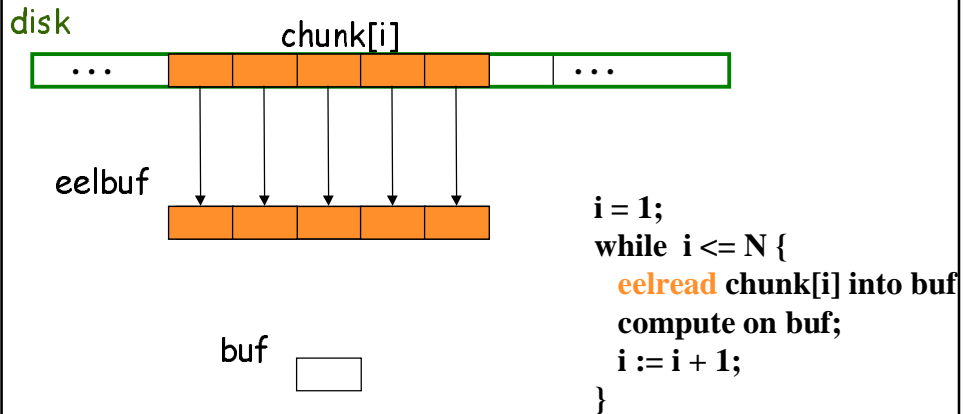 disk
chunk[i]
... ...
eelbuf
i = 1;
while i <= N {
eelread chunk[i] into buf
compute on buf;
i := i + 1;
}
buf